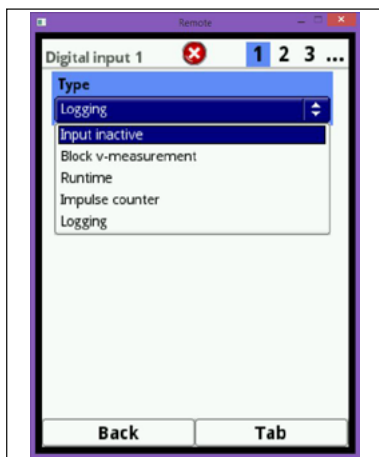 Remote
Digital input 1 1 2 3 ...
Type
Logging
Input inactive
Block v-measurement
Runtime
Impulse counter
Logging
Back Tab